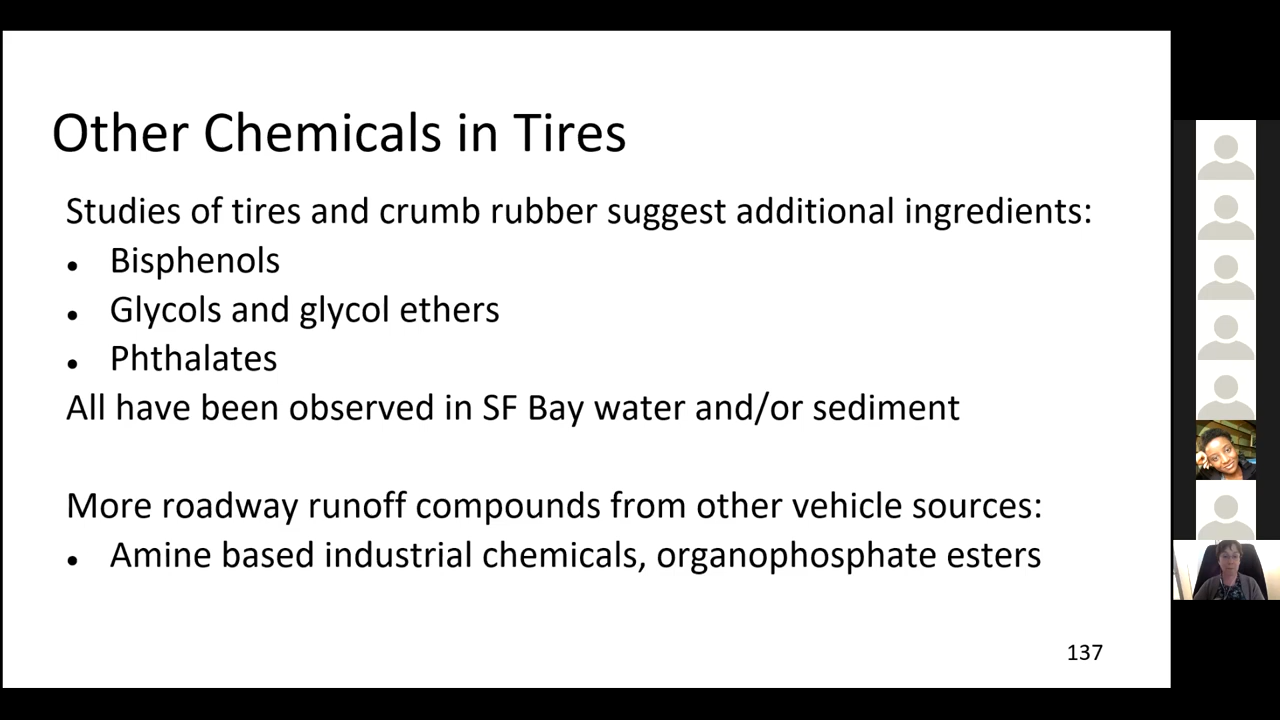 Other Chemicals in Tires
Studies of tires and crumb rubber suggest additional ingredients:
• Bisphenols
• Glycols and glycol ethers
• Phthalates
All have been observed in SF Bay water and/or sediment
More roadway runoff compounds from other vehicle sources:
• Amine based industrial chemicals, organophosphate esters
137